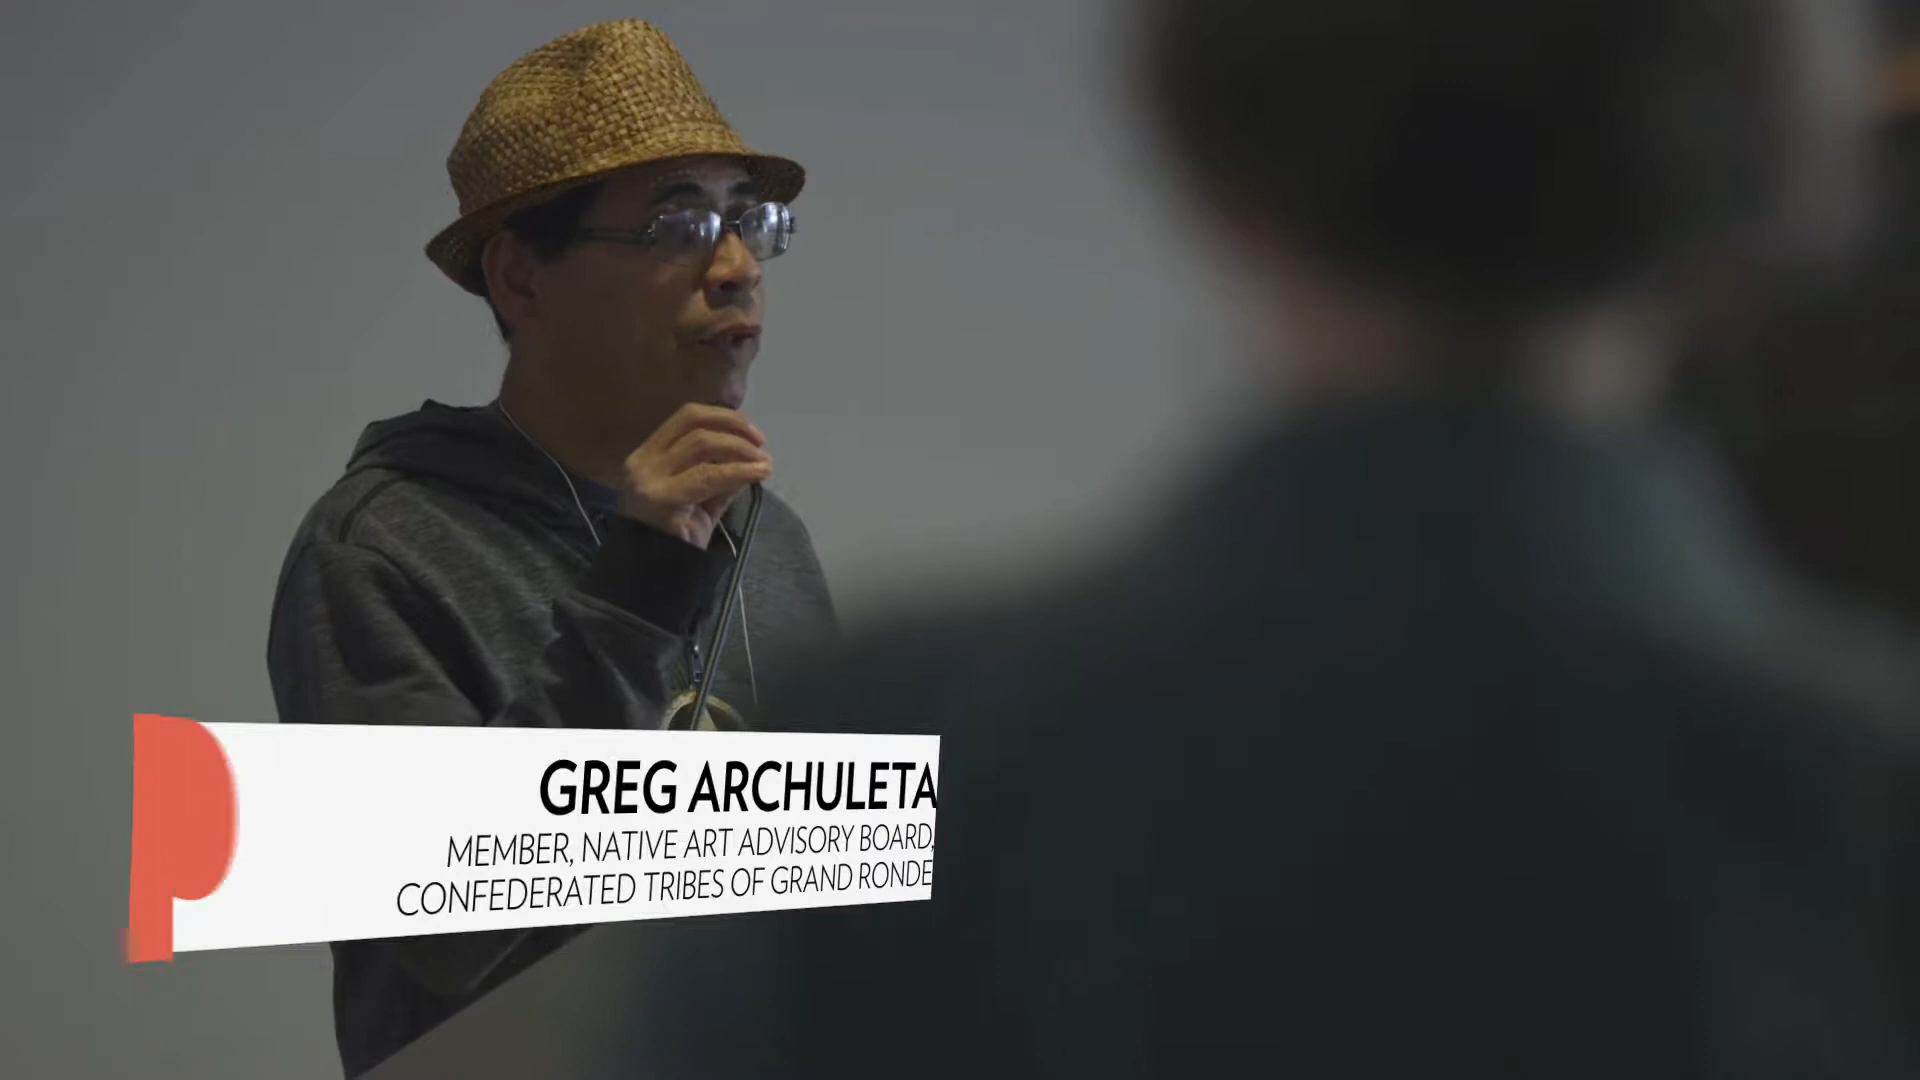 GREG ARCHULETA
MEMBER, NATIVE ART ADVISORY BOARD,
CONFEDERATED TRIBES OF GRAND RONDE